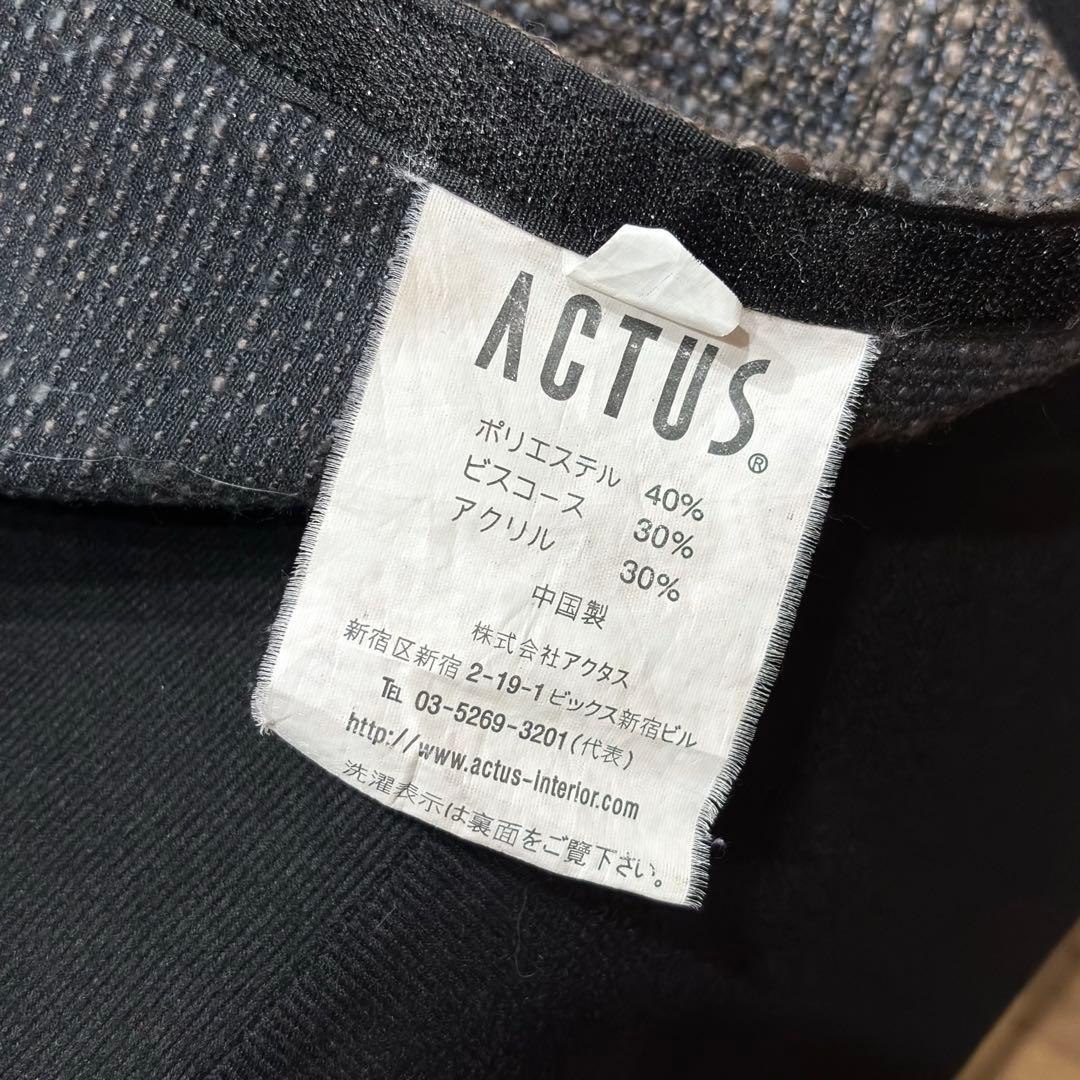 ACTUS®
ポリエステル 40%
ビスコース 30%
アクリル 30%
中国製
株式会社アクタス
新宿区新宿 2-19-1 ビックス新宿ビル
TEL 03-5269-3201(代表)
http://www.actus-interior.com
洗濯表示は裏面をご覧下さい。